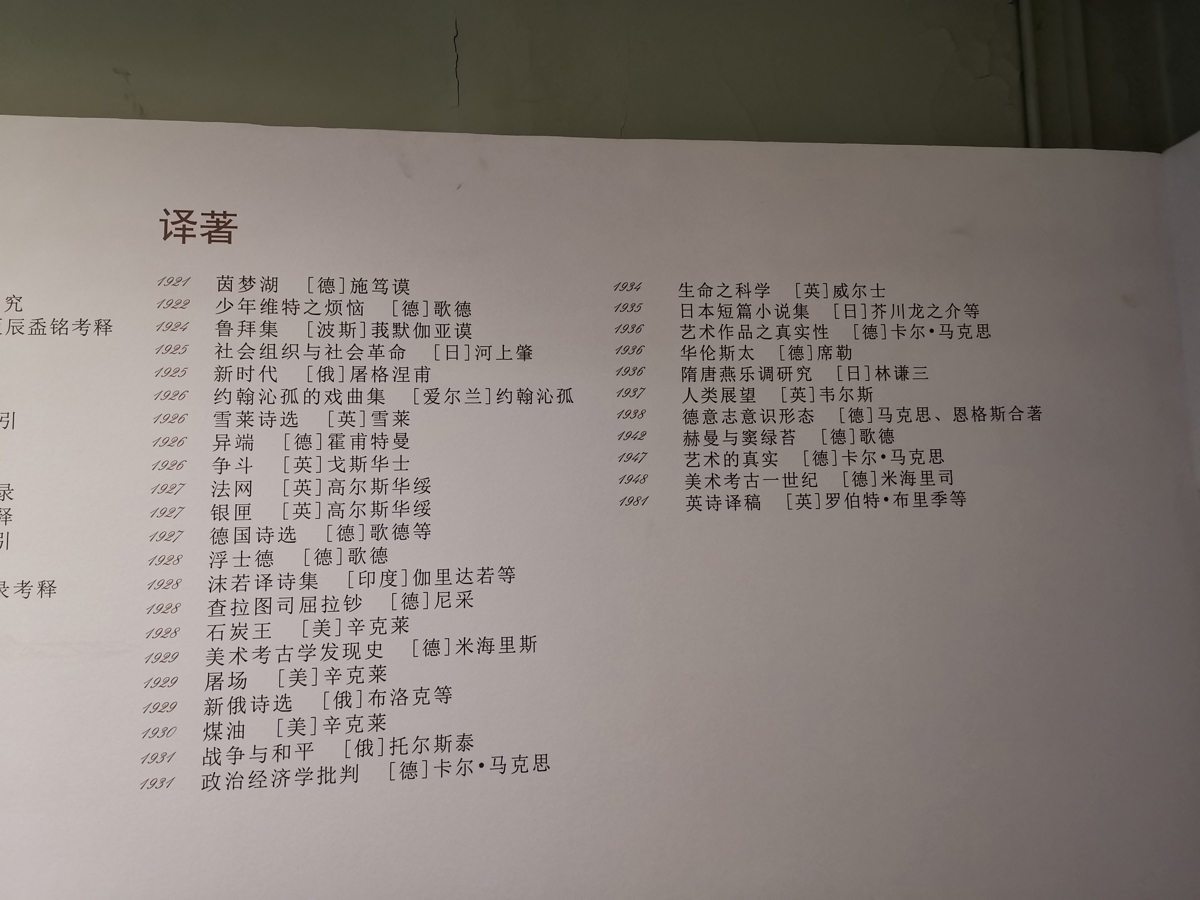 究
辰盉铭考释
引
录
释
引
录考释
译著
1921 茵梦湖 [德]施笃谟
1922 少年维特之烦恼 [德]歌德
1924 鲁拜集 [波斯]莪默伽亚谟
1925 社会组织与社会革命 [日]河上肇
1925 新时代 [俄]屠格涅甫
1926 约翰沁孤的戏曲集 [爱尔兰]约翰沁孤
1926 雪莱诗选 [英]雪莱
1926 异端 [德]霍甫特曼
1926 争斗 [英]戈斯华士
1927 法网 [英]高尔斯华绥
1927 银匣 [英]高尔斯华绥
1927 德国诗选 [德]歌德等
1928 浮士德 [德]歌德
1928 沫若译诗集 [印度]伽里达若等
1928 查拉图司屈拉钞 [德]尼采
1928 石炭王 [美]辛克莱
1929 美术考古学发现史 [德]米海里斯
1929 屠场 [美]辛克莱
1929 新俄诗选 [俄]布洛克等
1930 煤油 [美]辛克莱
1931 战争与和平 [俄]托尔斯泰
1931 政治经济学批判 [德]卡尔·马克思
1934 生命之科学 [英]威尔士
1935 日本短篇小说集 [日]芥川龙之介等
1936 艺术作品之真实性 [德]卡尔·马克思
1936 华伦斯太 [德]席勒
1936 隋唐燕乐调研究 [日]林谦三
1937 人类展望 [英]韦尔斯
1938 德意志意识形态 [德]马克思、恩格斯合著
1942 赫曼与窦绿苔 [德]歌德
1947 艺术的真实 [德]卡尔·马克思
1948 美术考古一世纪 [德]米海里司
1981 英诗译稿 [英]罗伯特·布里季等